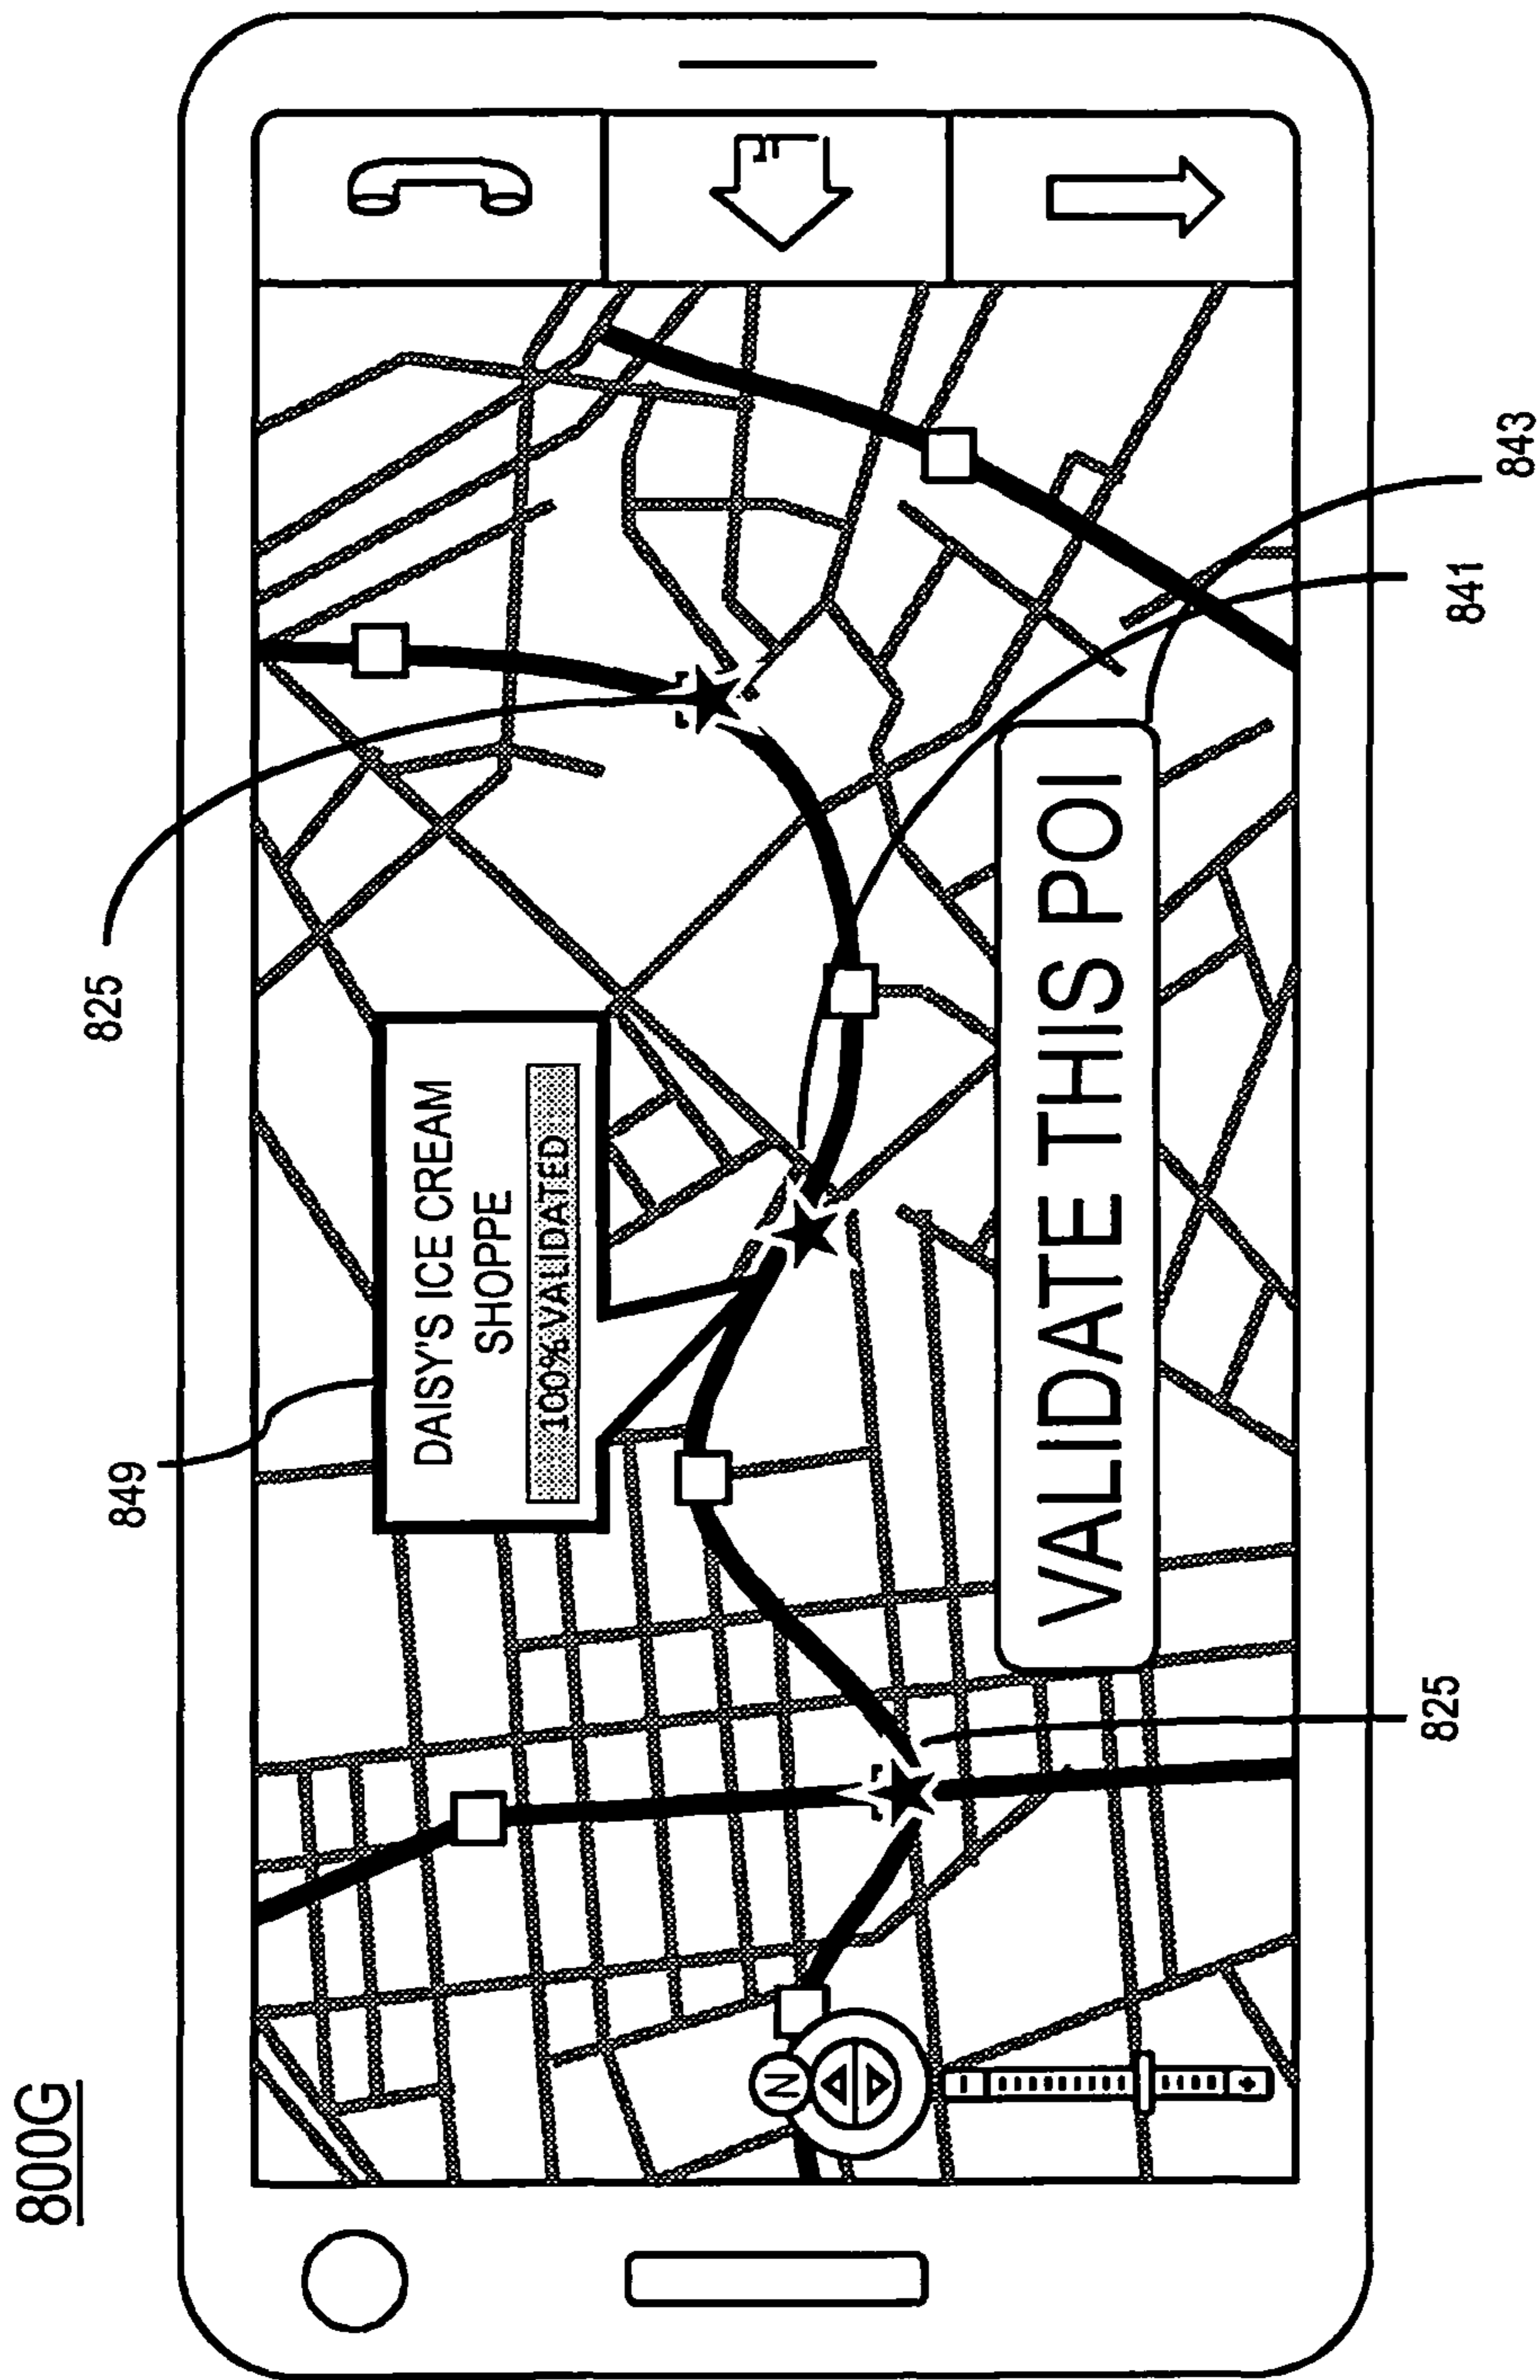 800G
825
849
DAISY'S ICE CREAM
SHOPPE
100% VALIDATED
N
VALIDATE THIS POI
825
841
843